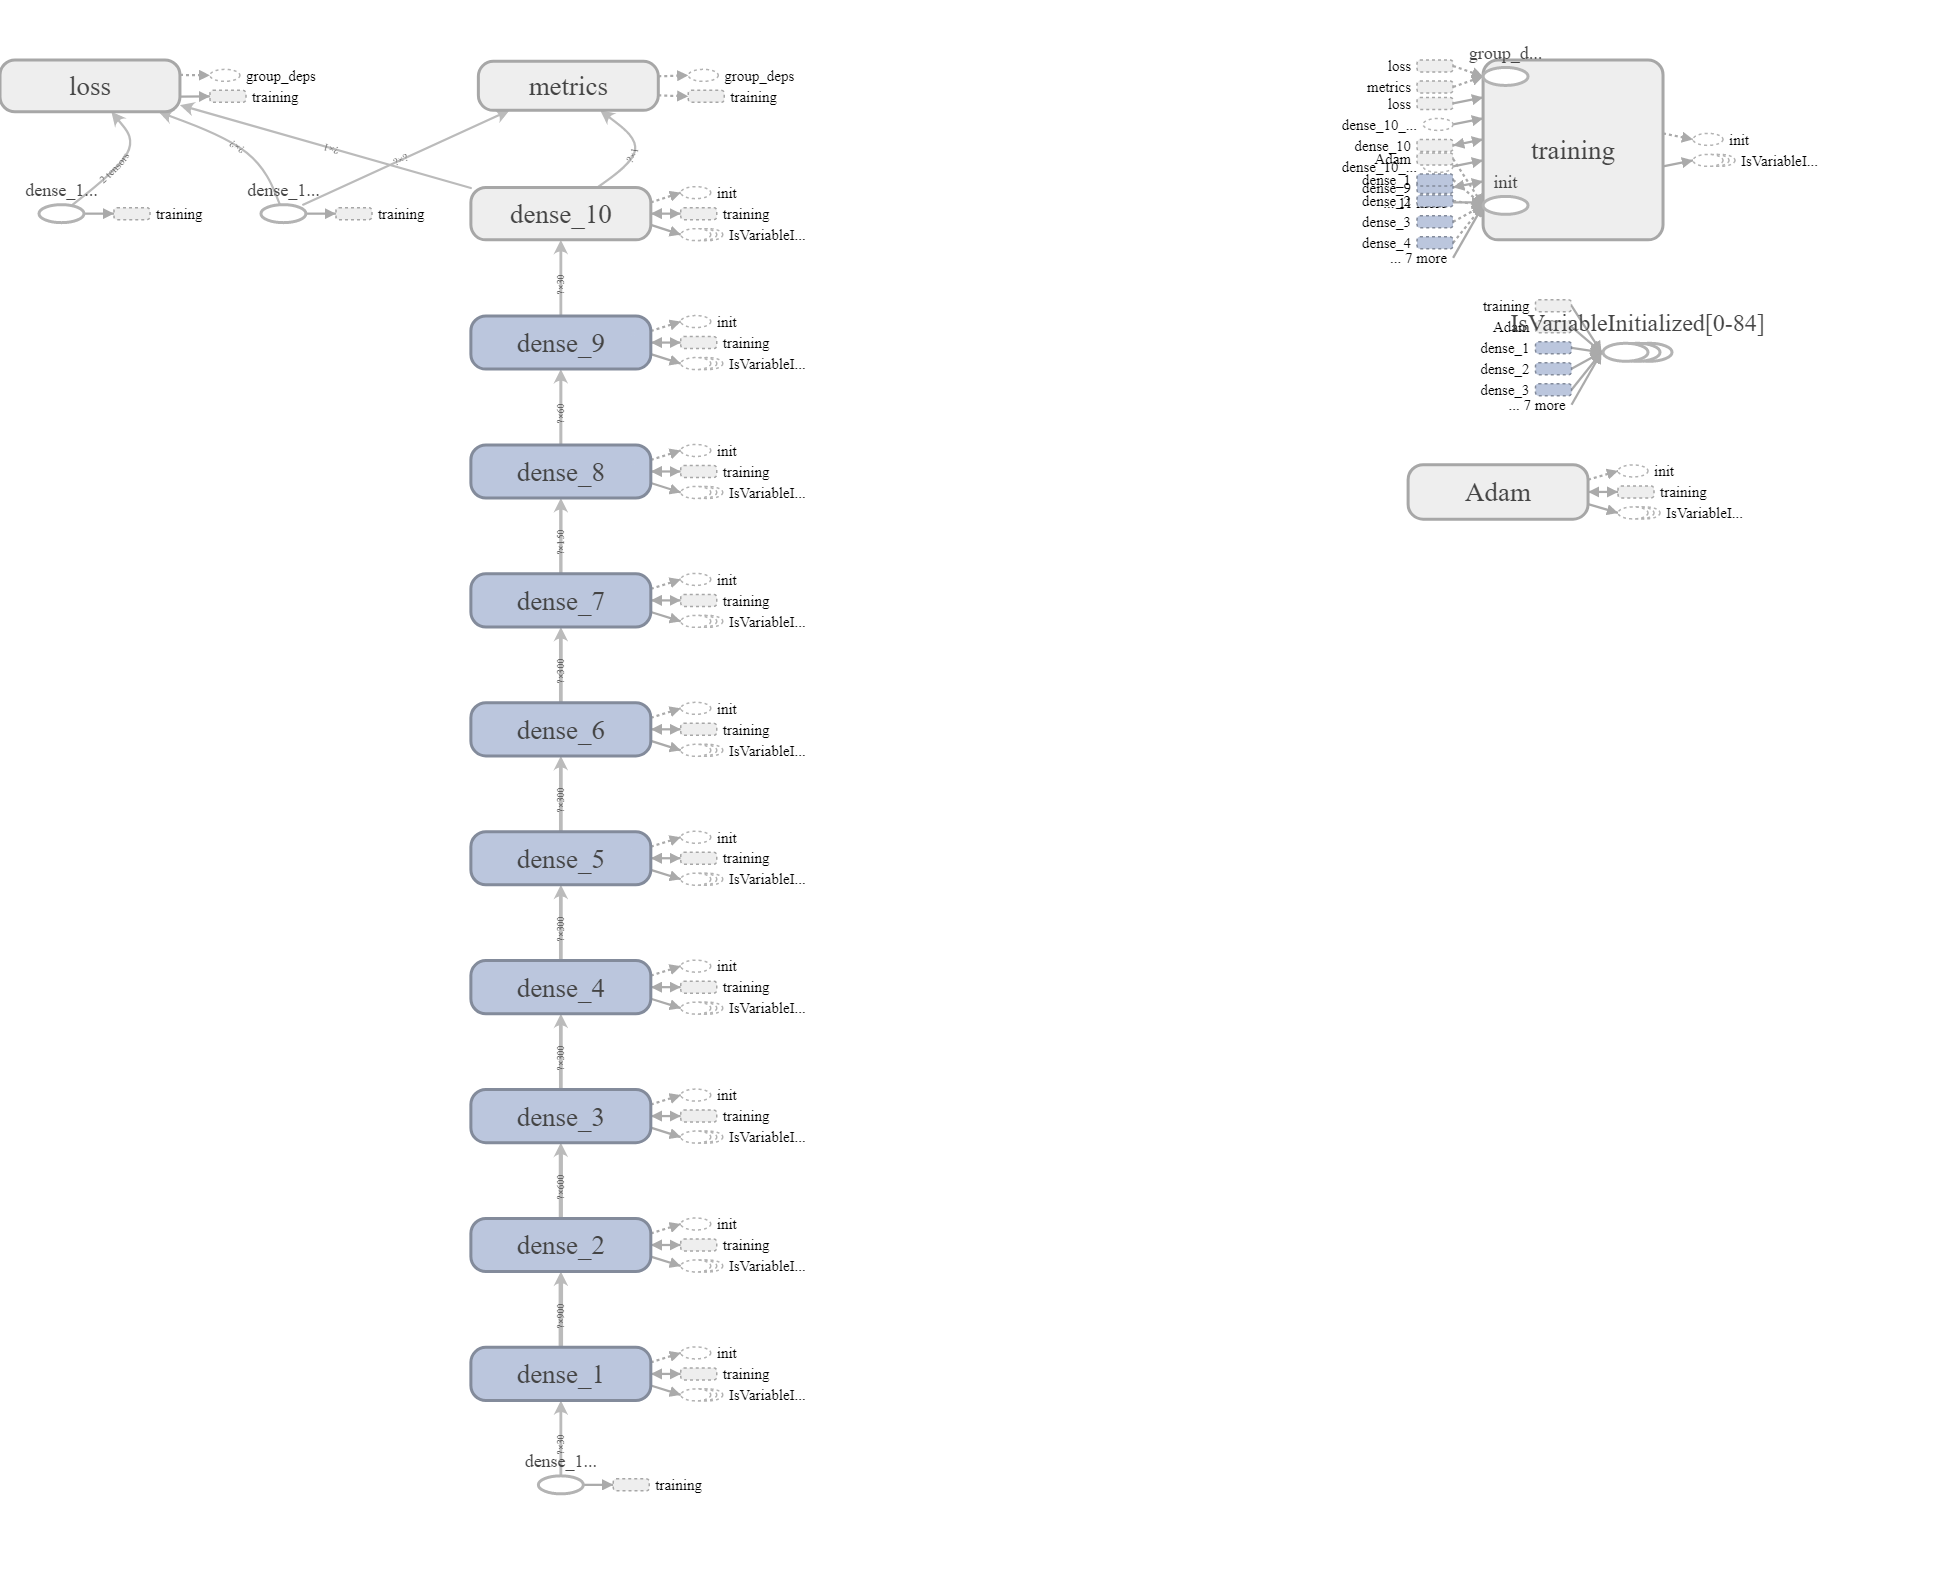 loss
group_deps
training
metrics
group_deps
training
2 tensors
?×?
?×1
?×?
?×1
dense_1...
training
dense_1...
training
dense_10
init
training
IsVariableI...
?×30
dense_9
init
training
IsVariableI...
?×60
dense_8
init
training
IsVariableI...
?×150
dense_7
init
training
IsVariableI...
?×300
dense_6
init
training
IsVariableI...
?×300
dense_5
init
training
IsVariableI...
?×300
dense_4
init
training
IsVariableI...
?×300
dense_3
init
training
IsVariableI...
?×600
dense_2
init
training
IsVariableI...
?×900
dense_1
init
training
IsVariableI...
?×30
dense_1...
training
group_d...
loss
metrics
loss
dense_10_...
dense_10
Adam
dense_10_...
dense_1
dense_9
dense_2
dense_3
dense_4
... 7 more
training
init
init
IsVariableI...
training
IsVariableInitialized[0-84]
Adam
dense_1
dense_2
dense_3
... 7 more
Adam
init
training
IsVariableI...